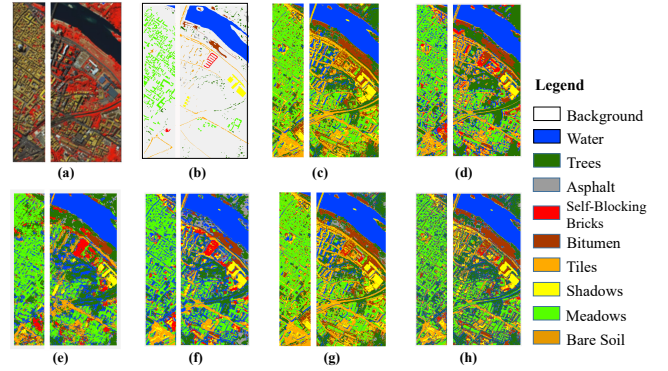 (a)
(b)
(c)
(d)
(e)
(f)
(g)
(h)
Legend
Background
Water
Trees
Asphalt
Self-Blocking
Bricks
Bitumen
Tiles
Shadows
Meadows
Bare Soil